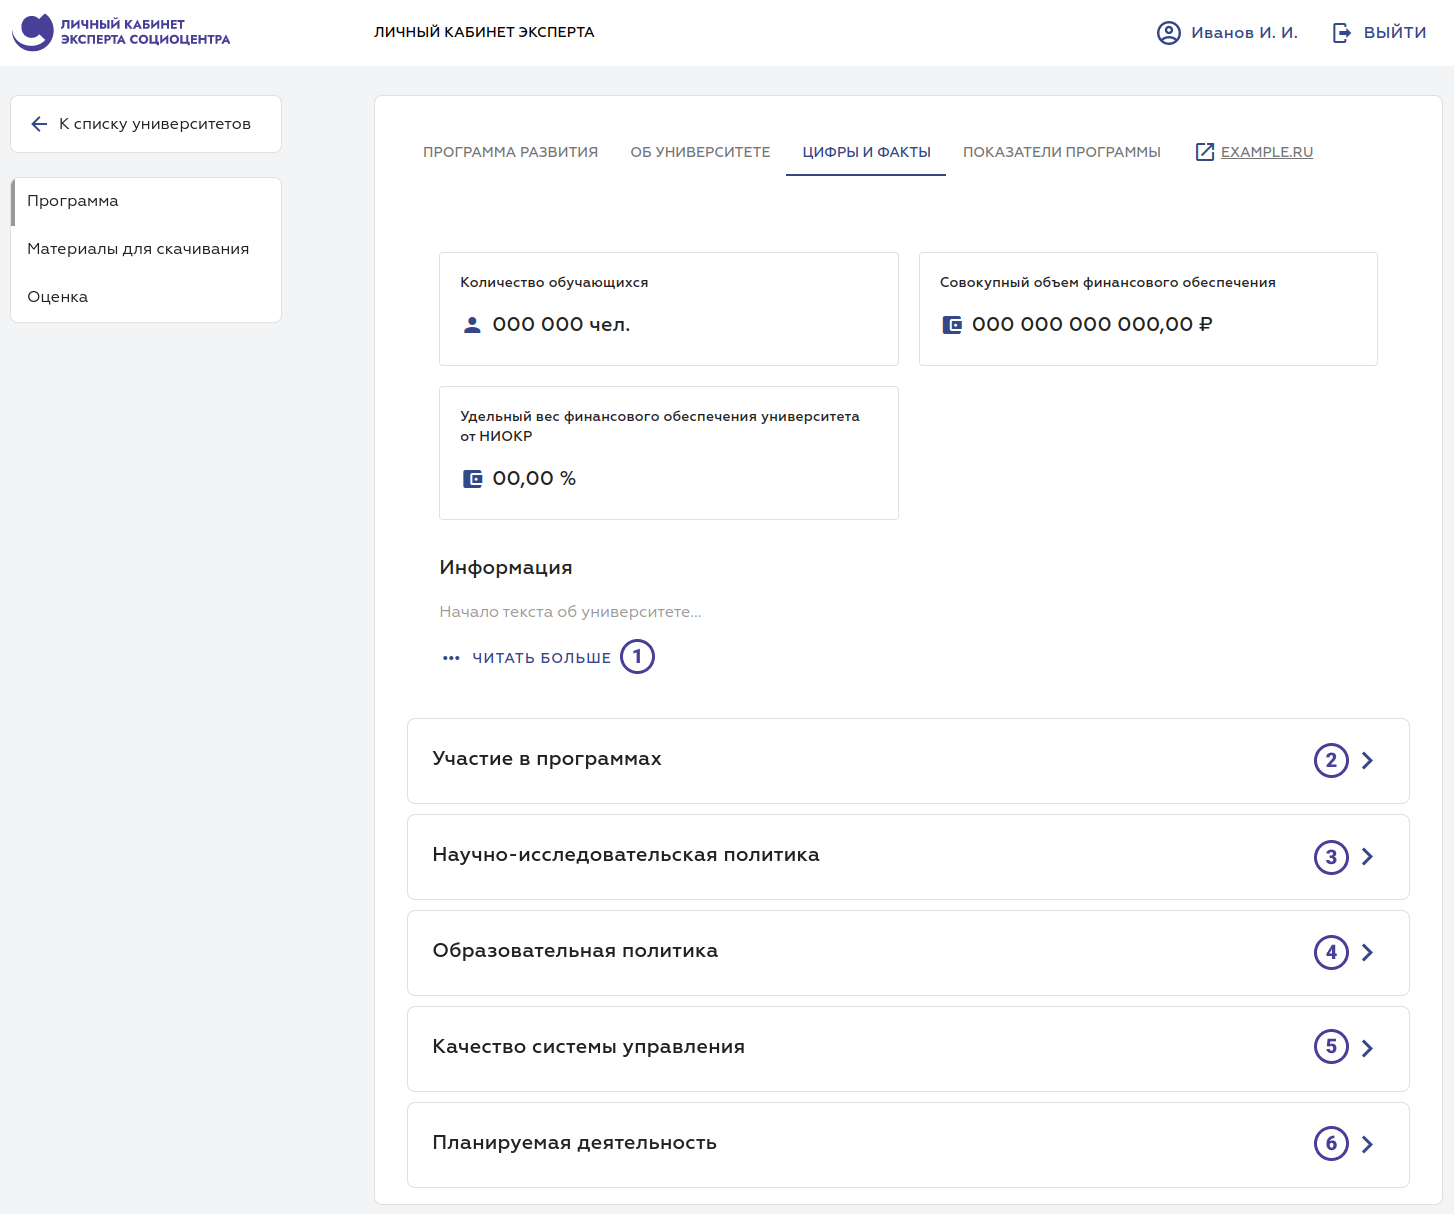 ЛИЧНЫЙ КАБИНЕТ
ЭКСПЕРТА СОЦИОЦЕНТРА
ЛИЧНЫЙ КАБИНЕТ ЭКСПЕРТА
Иванов И. И.
ВЫЙТИ
К списку университетов
Программа
Материалы для скачивания
Оценка
ПРОГРАММА РАЗВИТИЯ
ОБ УНИВЕРСИТЕТЕ
ЦИФРЫ И ФАКТЫ
ПОКАЗАТЕЛИ ПРОГРАММЫ
EXAMPLE.RU
Количество обучающихся
000 000 чел.
Совокупный объем финансового обеспечения
000 000 000 000,00 ₽
Удельный вес финансового обеспечения университета
от НИОКР
00,00 %
Информация
Начало текста об университете...
ЧИТАТЬ БОЛЬШЕ 1
Участие в программах 2
Научно-исследовательская политика 3
Образовательная политика 4
Качество системы управления 5
Планируемая деятельность 6